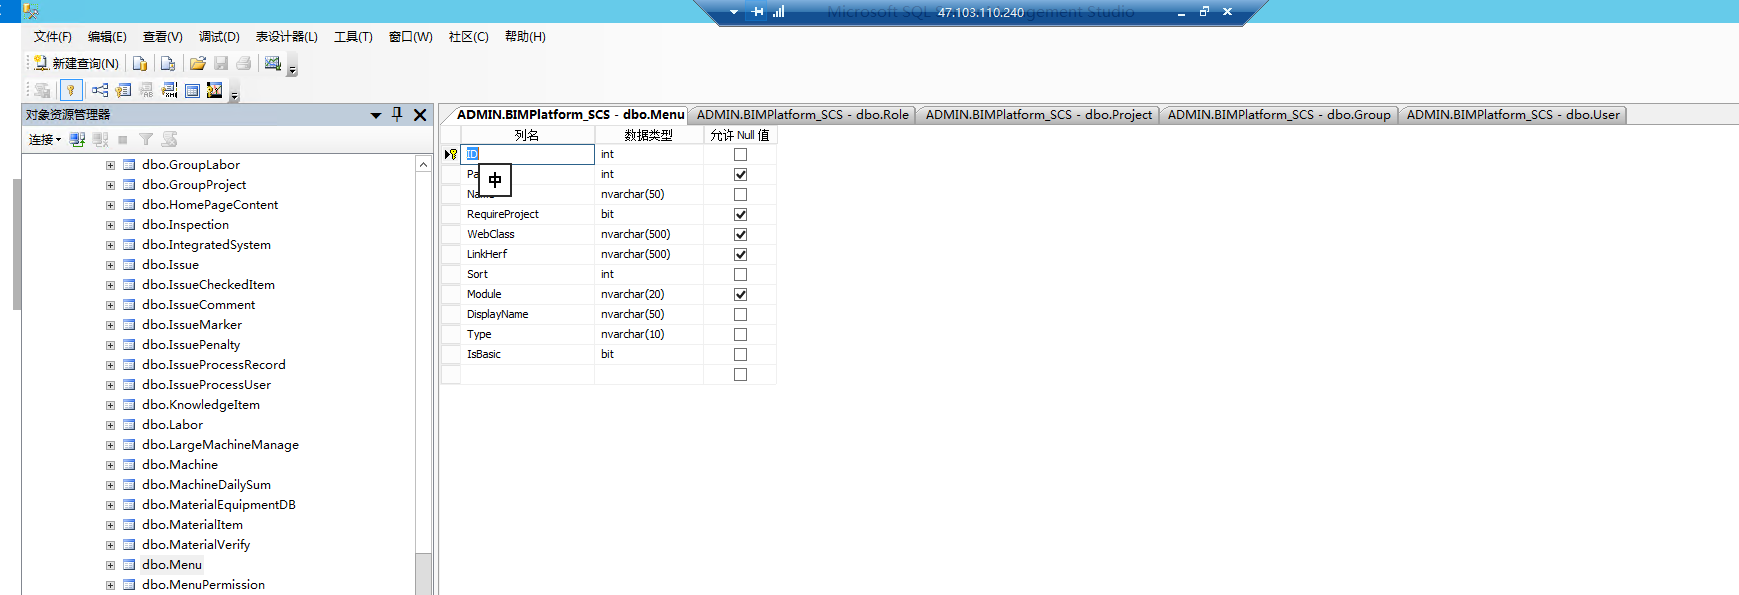 Microsoft SQL S
47.103.110.240
gement Studio
文件(F) 编辑(E) 查看(V) 调试(D) 表设计器(L) 工具(T) 窗口(W) 社区(C) 帮助(H)
新建查询(N)
对象资源管理器
连接
dbo.GroupLabor
dbo.GroupProject
dbo.HomePageContent
dbo.Inspection
dbo.IntegratedSystem
dbo.Issue
dbo.IssueCheckedItem
dbo.IssueComment
dbo.IssueMarker
dbo.IssuePenalty
dbo.IssueProcessRecord
dbo.IssueProcessUser
dbo.KnowledgeItem
dbo.Labor
dbo.LargeMachineManage
dbo.Machine
dbo.MachineDailySum
dbo.MaterialEquipmentDB
dbo.MaterialItem
dbo.MaterialVerify
dbo.Menu
dbo.MenuPermission
ADMIN.BIMPlatform_SCS - dbo.Menu ADMIN.BIMPlatform_SCS - dbo.Role ADMIN.BIMPlatform_SCS - dbo.Project ADMIN.BIMPlatform_SCS - dbo.Group ADMIN.BIMPlatform_SCS - dbo.User
列名 数据类型 允许 Null 值
ID int
中
int
nvarchar(50)
RequireProject bit
WebClass nvarchar(500)
LinkHerf nvarchar(500)
Sort int
Module nvarchar(20)
DisplayName nvarchar(50)
Type nvarchar(10)
IsBasic bit